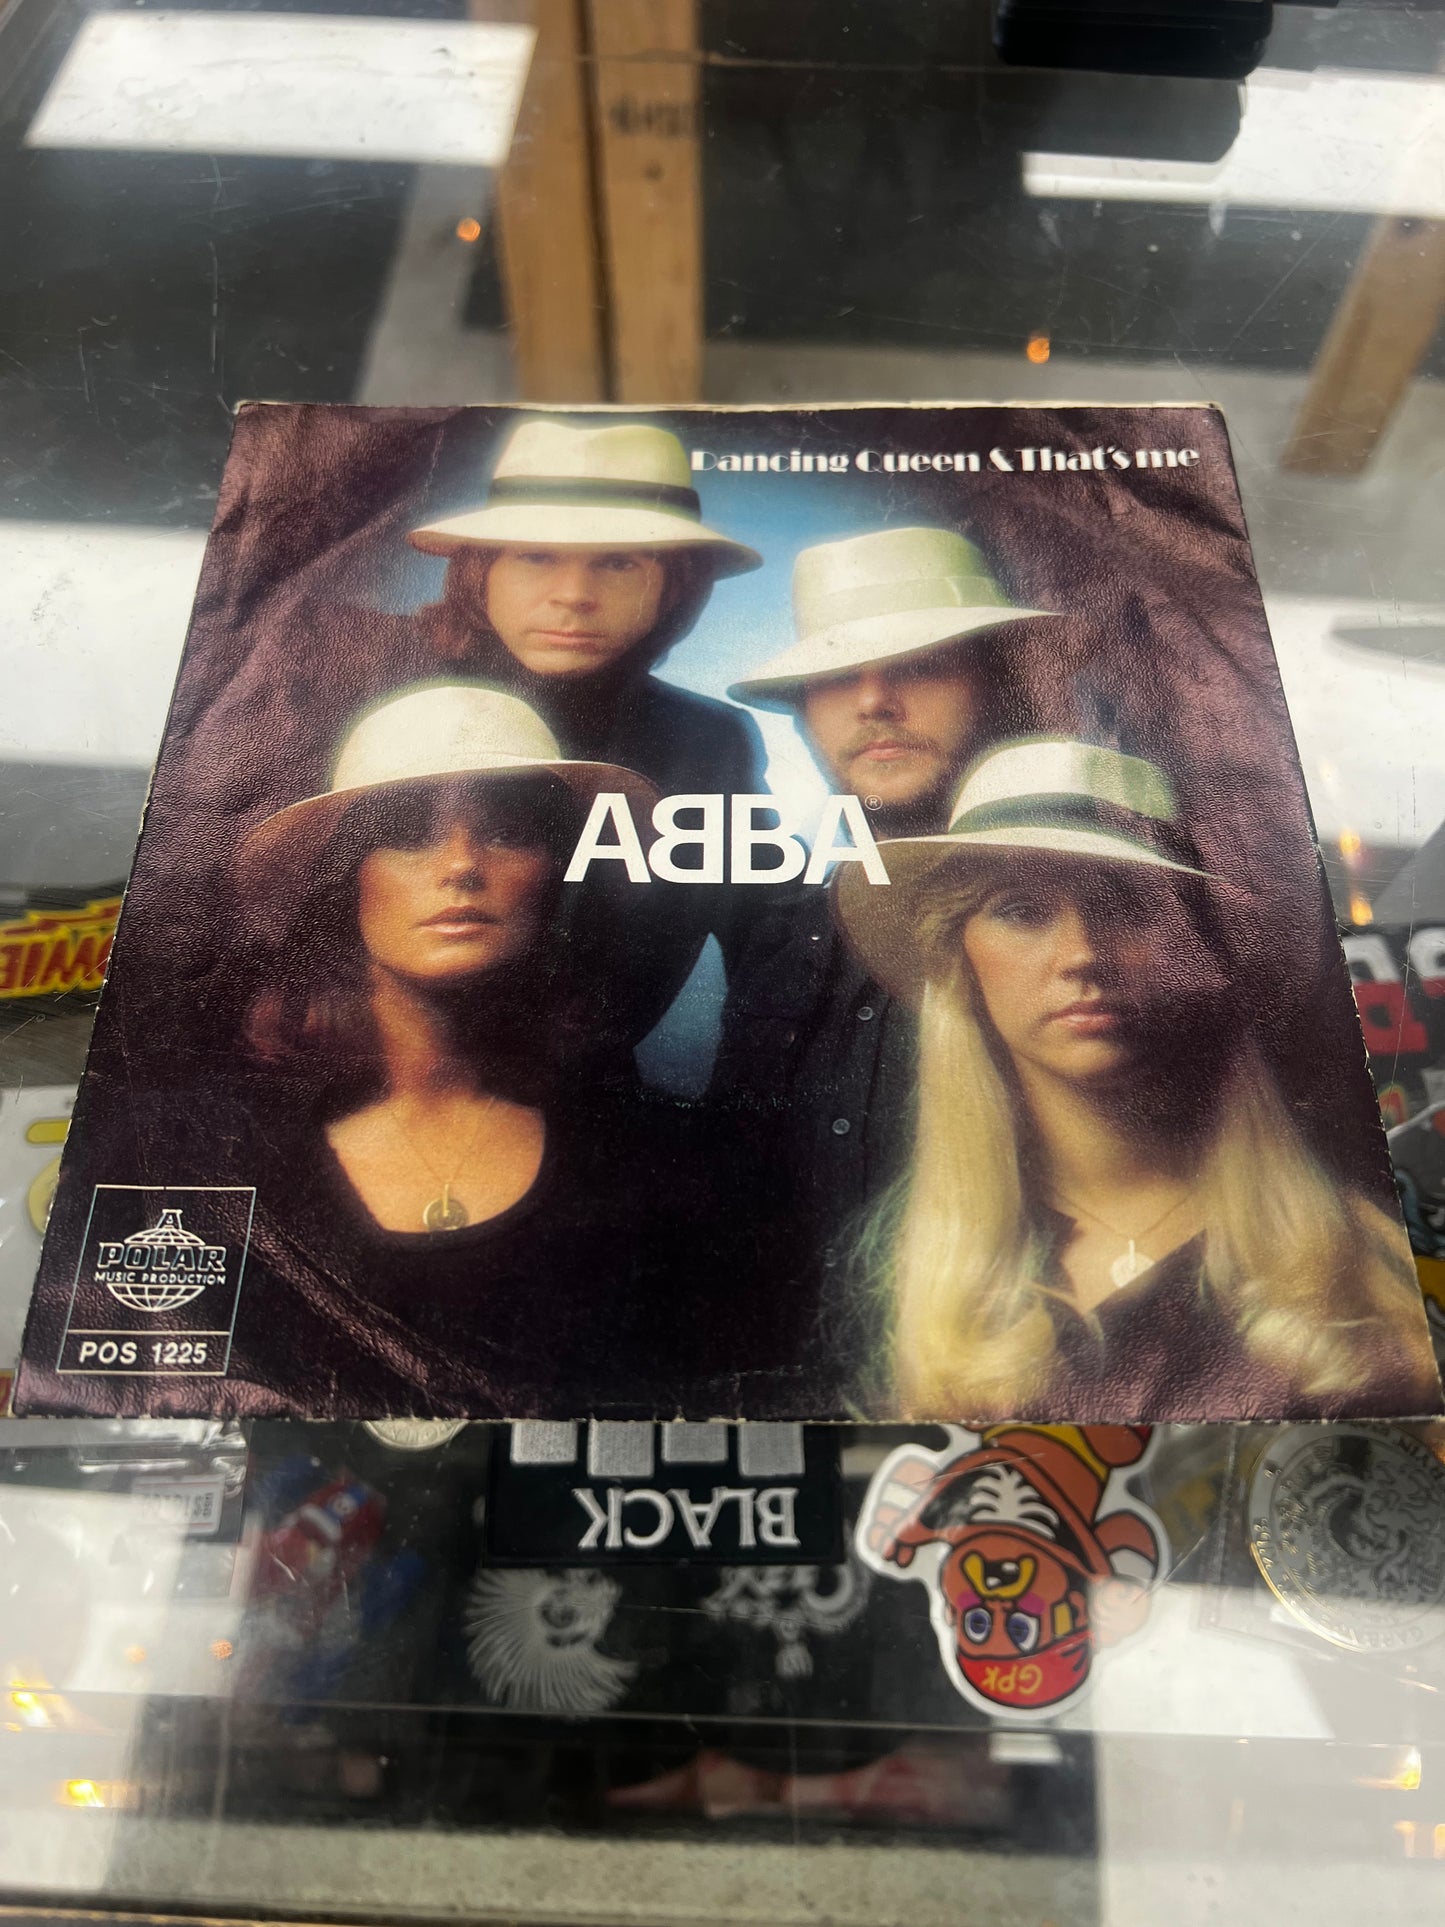 Dancing Queen & That's me
ABBA®
A
POLAR
MUSIC PRODUCTION
POS 1225
BLACK
GPK